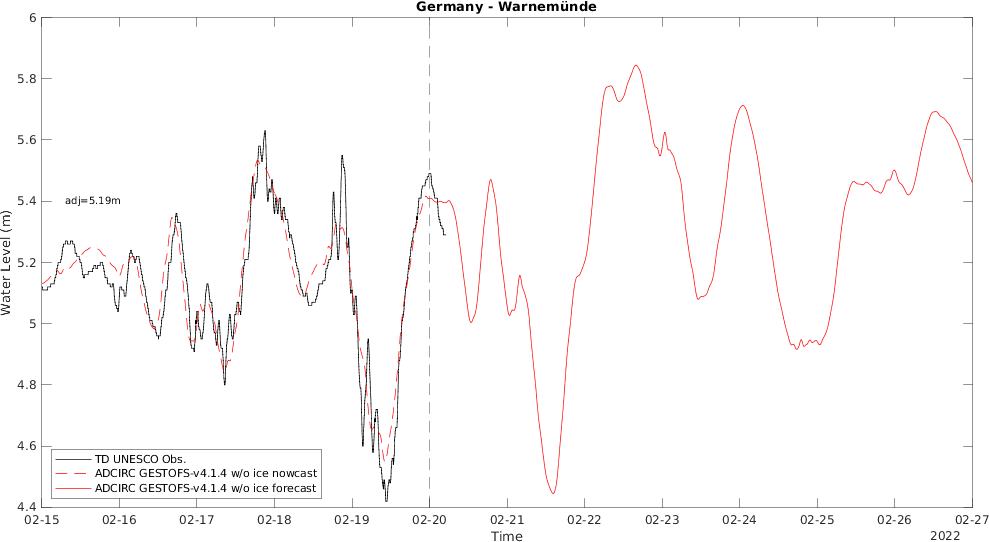 Germany - Warnemünde
6
5.8
5.6
5.4
5.2
5
4.8
4.6
4.4
Water Level (m)
adj=5.19m
TD UNESCO Obs.
ADCIRC GESTOFS-v4.1.4 w/o ice nowcast
ADCIRC GESTOFS-v4.1.4 w/o ice forecast
02-15 02-16 02-17 02-18 02-19 02-20 02-21 02-22 02-23 02-24 02-25 02-26 02-27
Time
2022